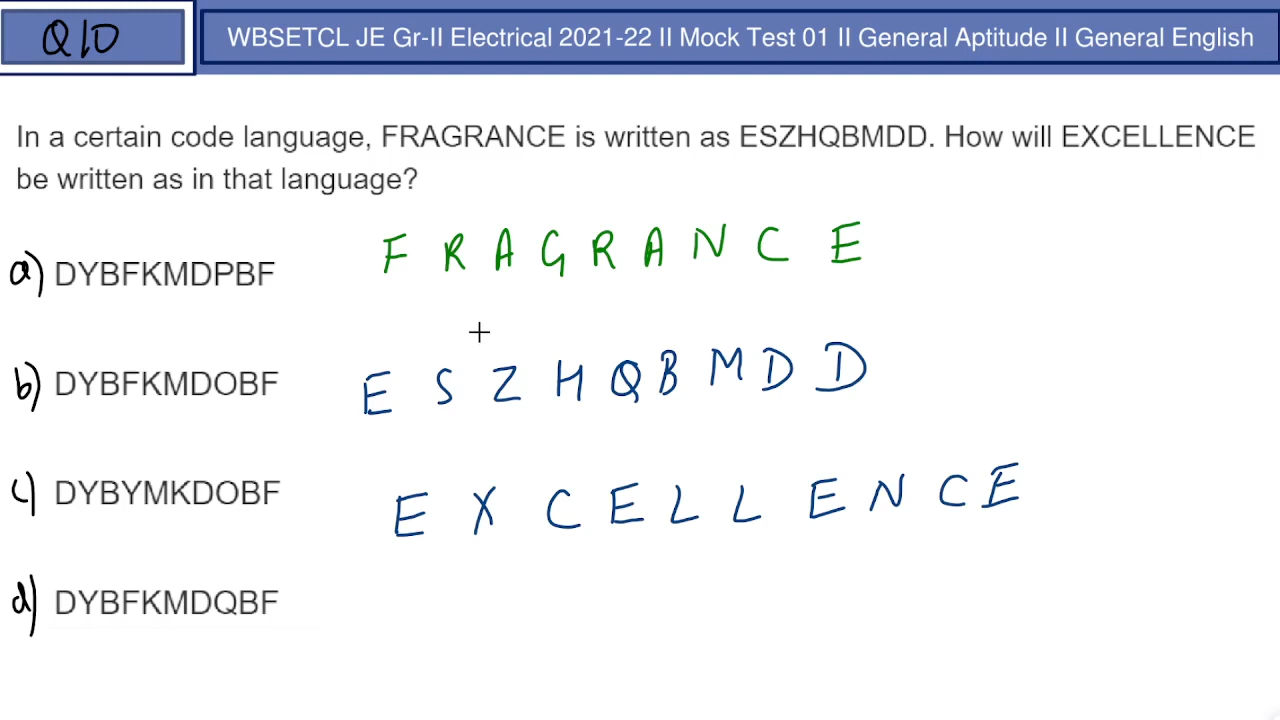 Q10
WBSETCL JE Gr-II Electrical 2021-22 II Mock Test 01 II General Aptitude II General English
In a certain code language, FRAGRANCE is written as ESZHQBMDD. How will EXCELLENCE
be written as in that language?
F R A G R A N C E
a) DYBFKMDPBF
E S Z H Q B M D D
b) DYBFKMDOBF
E X C E L L E N C E
c) DYBYMKDOBF
d) DYBFKMDQBF